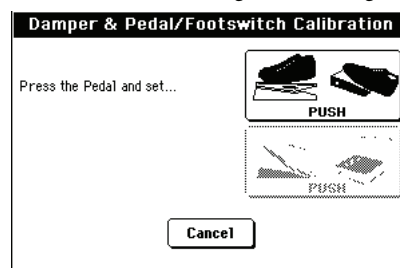 Damper & Pedal/Footswitch Calibration
Press the Pedal and set...
PUSH
PUSH
Cancel